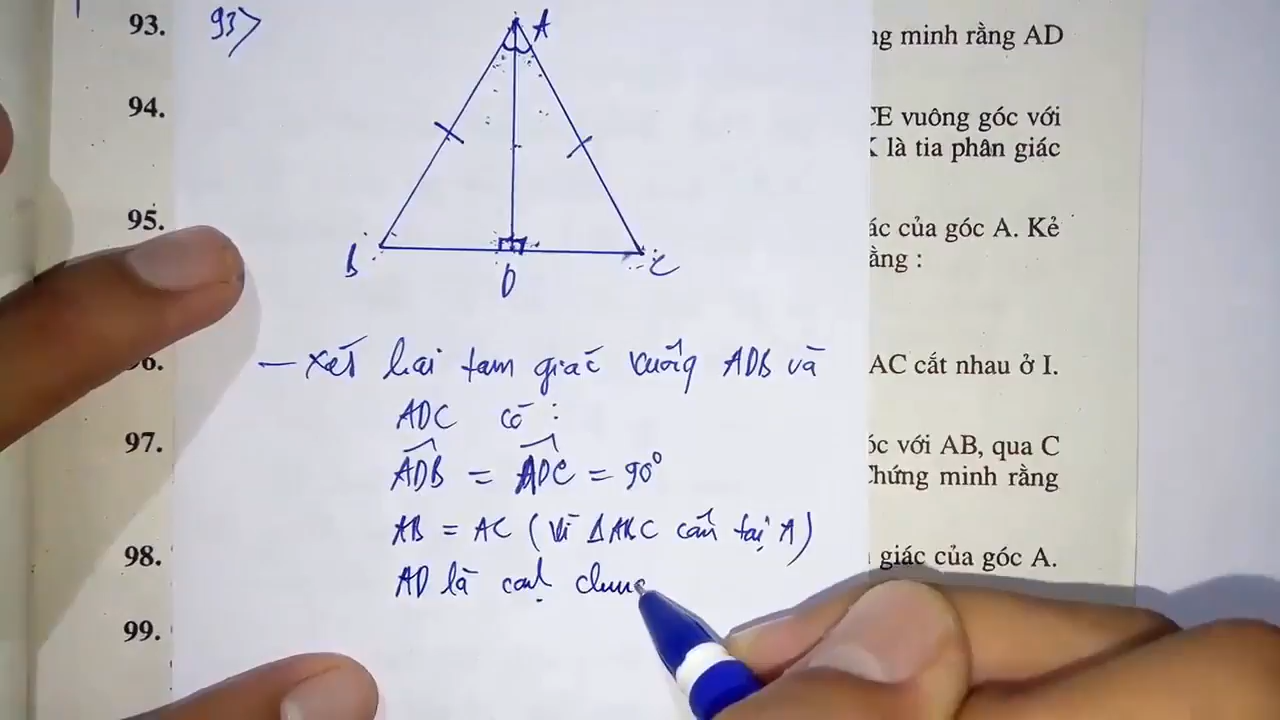 93.
93>
A
ng minh rằng AD
94.
CE vuông góc với
K là tia phân giác
95.
ác của góc A. Kẻ
ằng :
B
D
C
96.
— Xét hai tam giác vuông ADB và
AC cắt nhau ở I.
ADC có :
97.
óc với AB, qua C
ADB = ADC = 90°
Chứng minh rằng
AB = AC (vì ΔABC cân tại A)
98.
giác của góc A.
AD là cạnh chung
99.